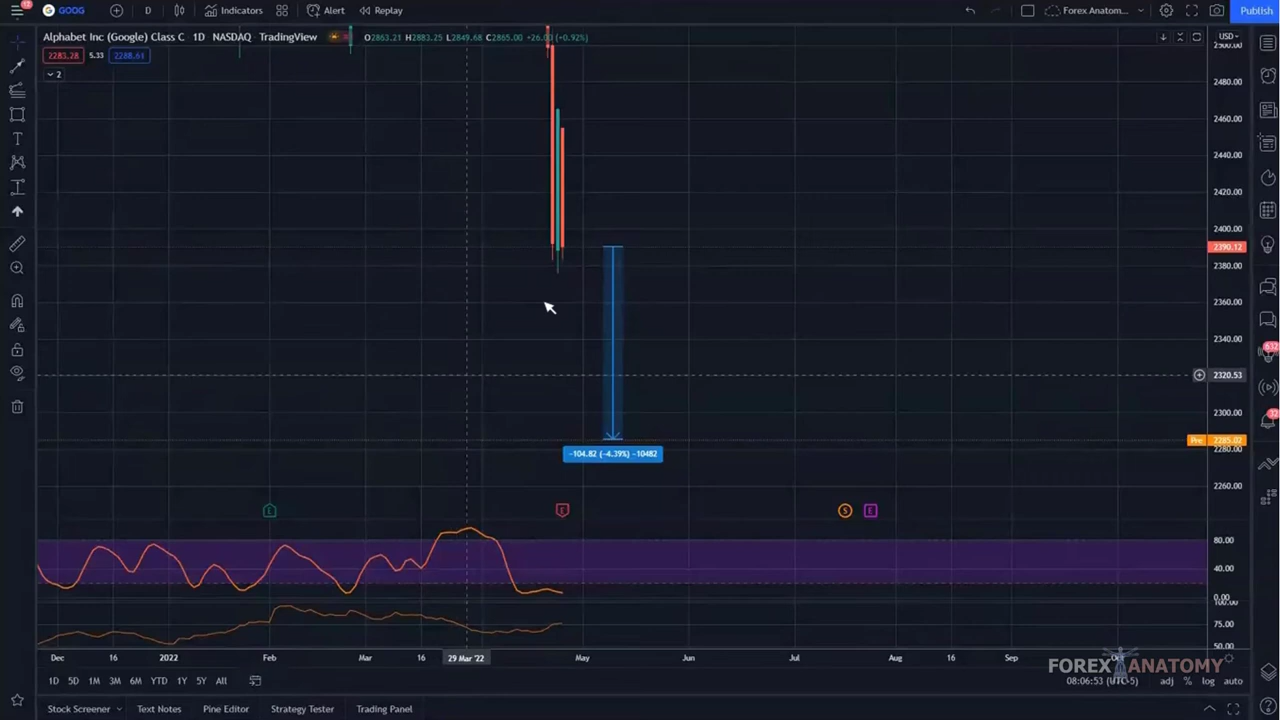 12
GOOG
D
Indicators
Alert
Replay
Forex Anatom...
Publish
Alphabet Inc (Google) Class C 1D NASDAQ TradingView
O2863.21 H2883.25 L2849.68 C2865.00
(+0.92%)
USD
2283.28 5.33 2288.61
2
2500.00
2480.00
2460.00
2440.00
2420.00
2400.00
2390.12
2380.00
2360.00
2340.00
2320.53
2300.00
Pre 2285.02
2280.00
2260.00
−104.82 (−4.39%) −10482
E
E
S
E
80.00
40.00
0.00
100.00
75.00
50.00
632
32
Dec
16
2022
Feb
Mar
16
29 Mar '22
May
Jun
Jul
Aug
16
Sep
FOREX ANATOMY
1D 5D 1M 3M 6M YTD 1Y 5Y All
08:06:53 (UTC-5)
adj % log auto
Stock Screener
Text Notes
Pine Editor
Strategy Tester
Trading Panel